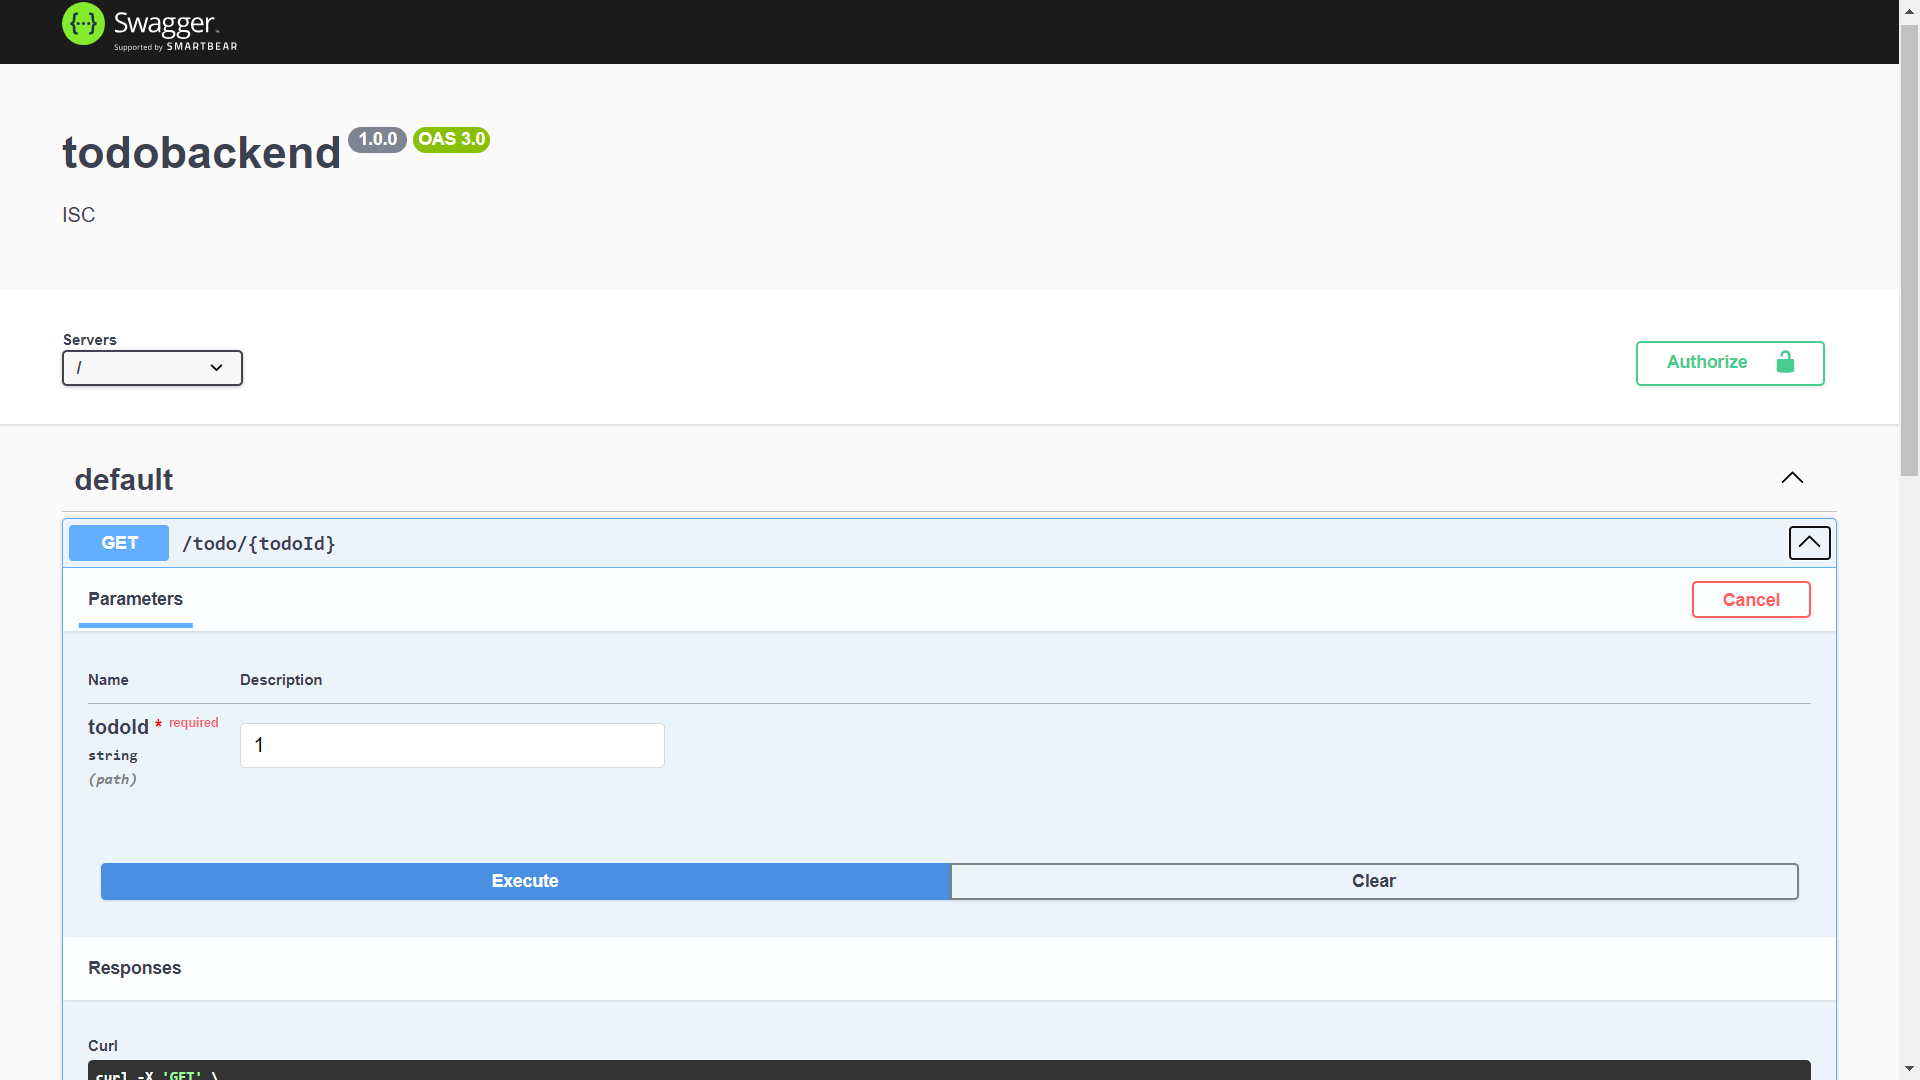 Swagger
Supported by SMARTBEAR
todobackend 1.0.0 OAS 3.0
ISC
Servers
/
Authorize
default
GET /todo/{todoId}
Parameters
Cancel
Name Description
todoId * required
1
string
(path)
Execute Clear
Responses
Curl
curl -X 'GET' \